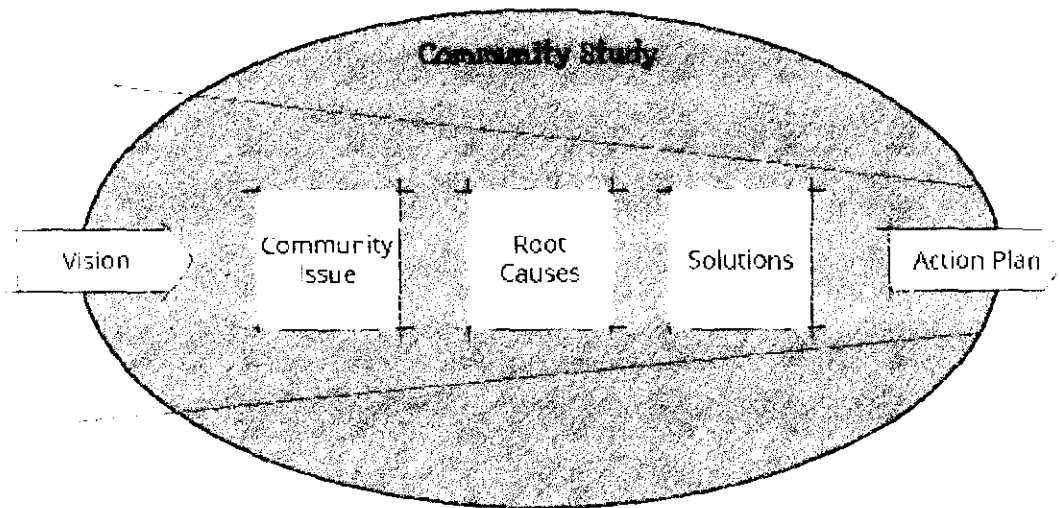 Community Study
Vision
Community
Issue
Root
Causes
Solutions
Action Plan